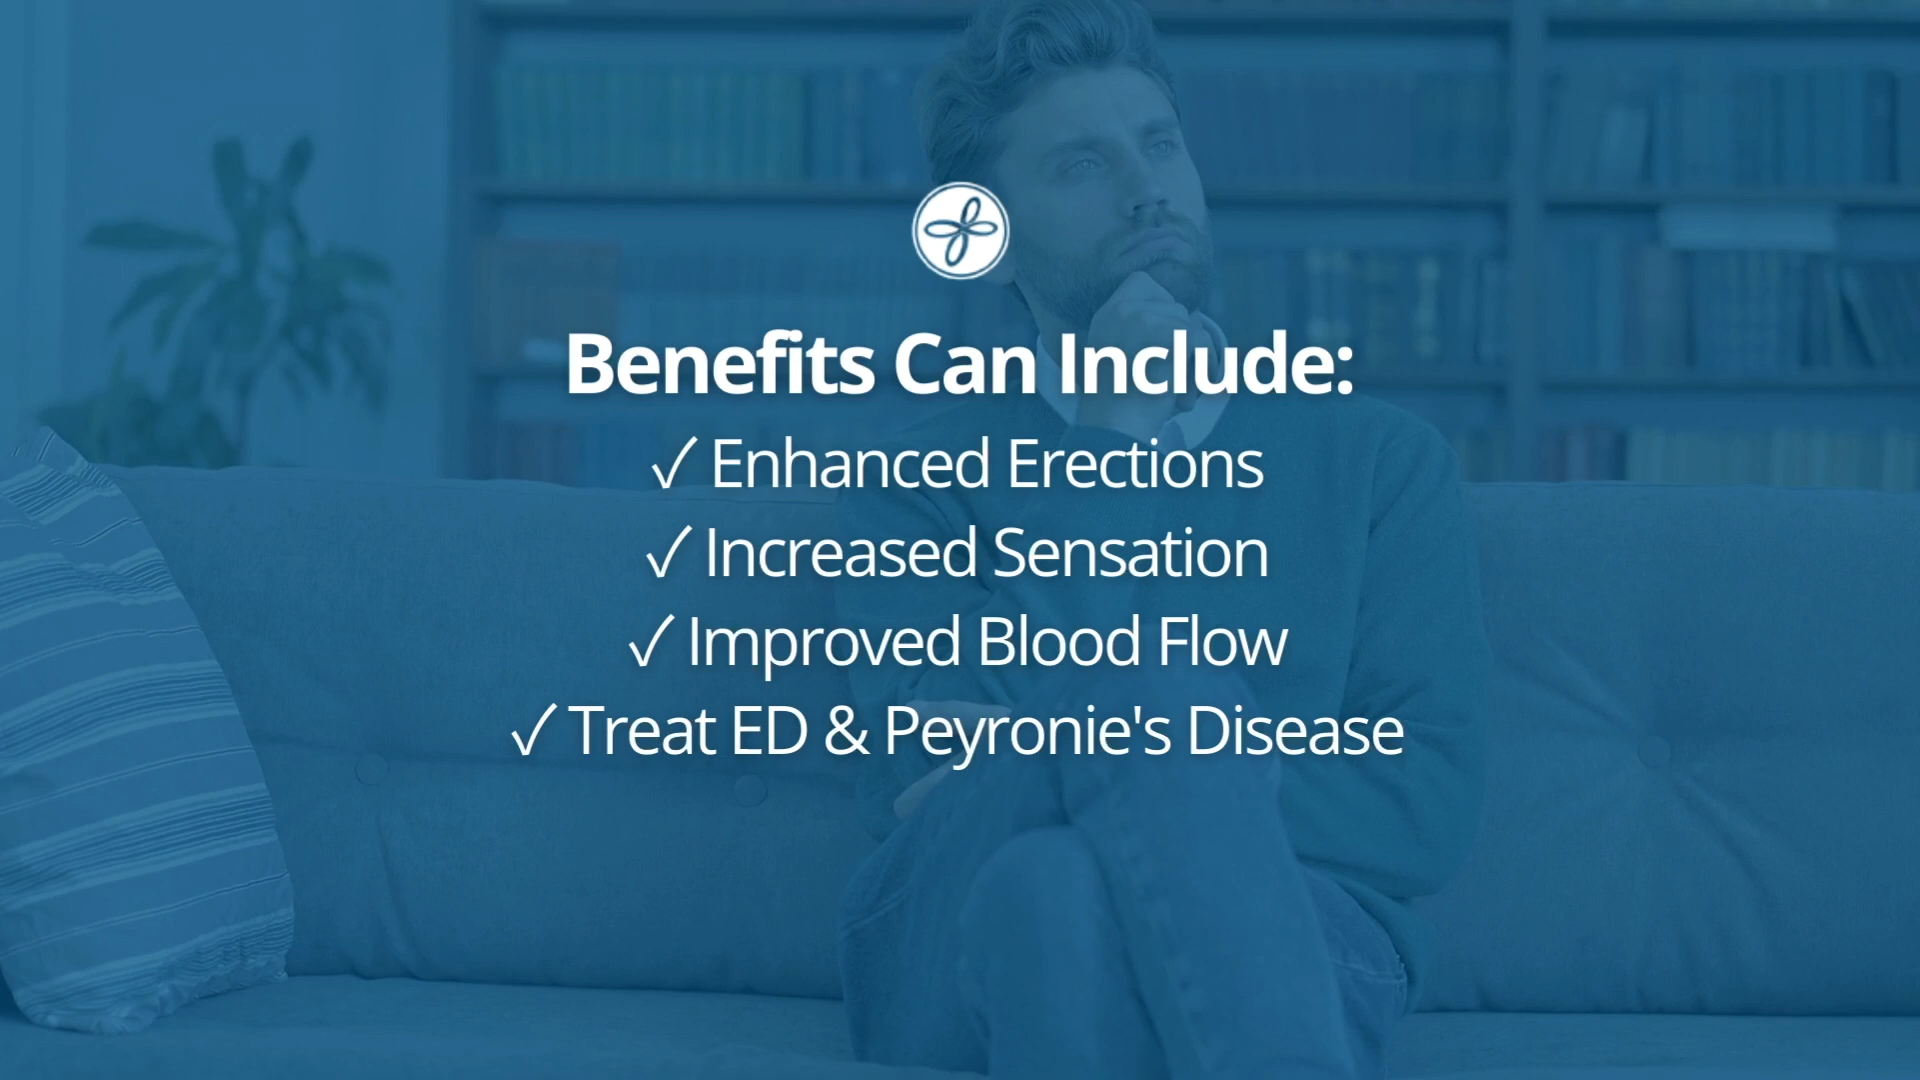 Benefits Can Include:
✓ Enhanced Erections
✓ Increased Sensation
✓ Improved Blood Flow
✓ Treat ED & Peyronie's Disease